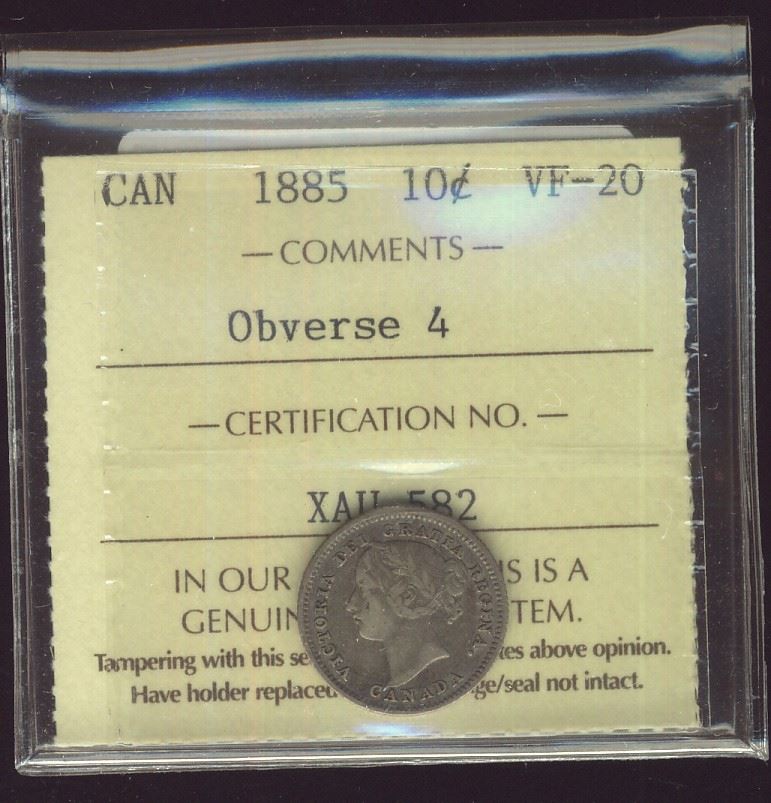 CAN 1885 10¢ VF-20
— COMMENTS —
Obverse 4
— CERTIFICATION NO. —
XAU 582
IN OUR IS IS A
GENUIN TEM.
Tampering with this se es above opinion.
Have holder replaced ge/seal not intact.
VICTORIA DEI GRATIA REGINA.
CANADA